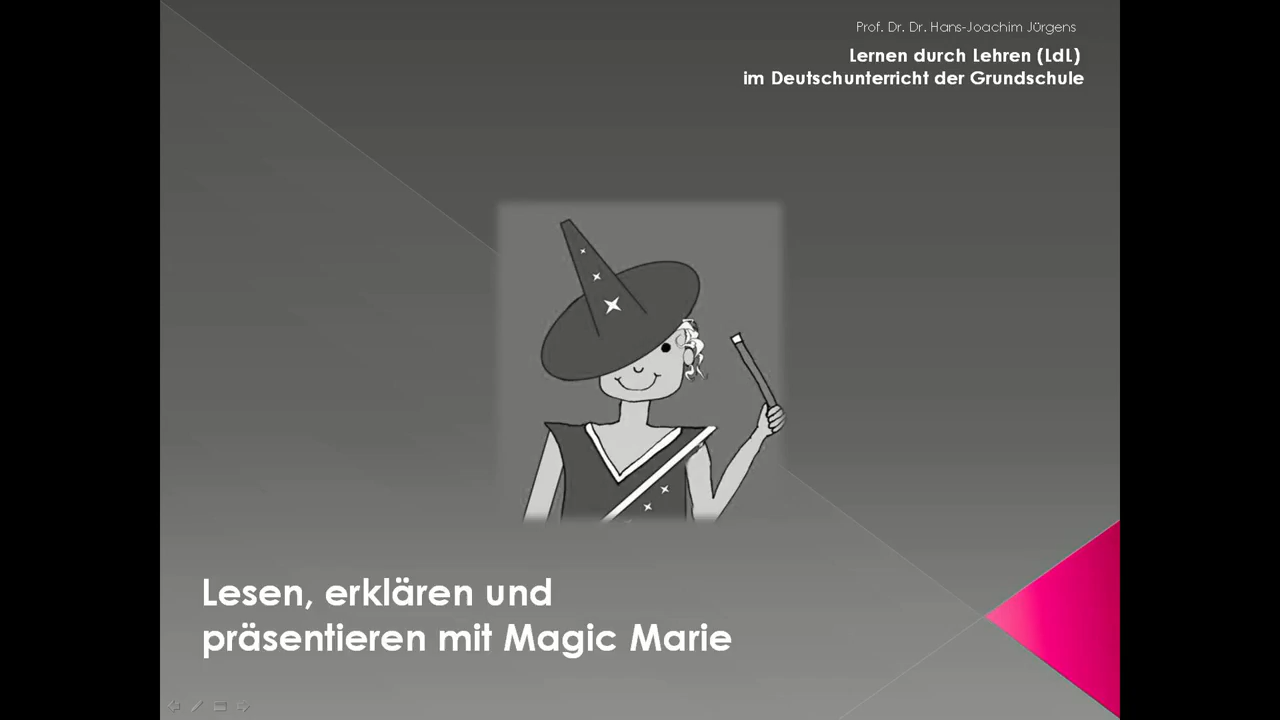 Prof. Dr. Dr. Hans-Joachim Jürgens
Lernen durch Lehren (LdL)
im Deutschunterricht der Grundschule
Lesen, erklären und
präsentieren mit Magic Marie